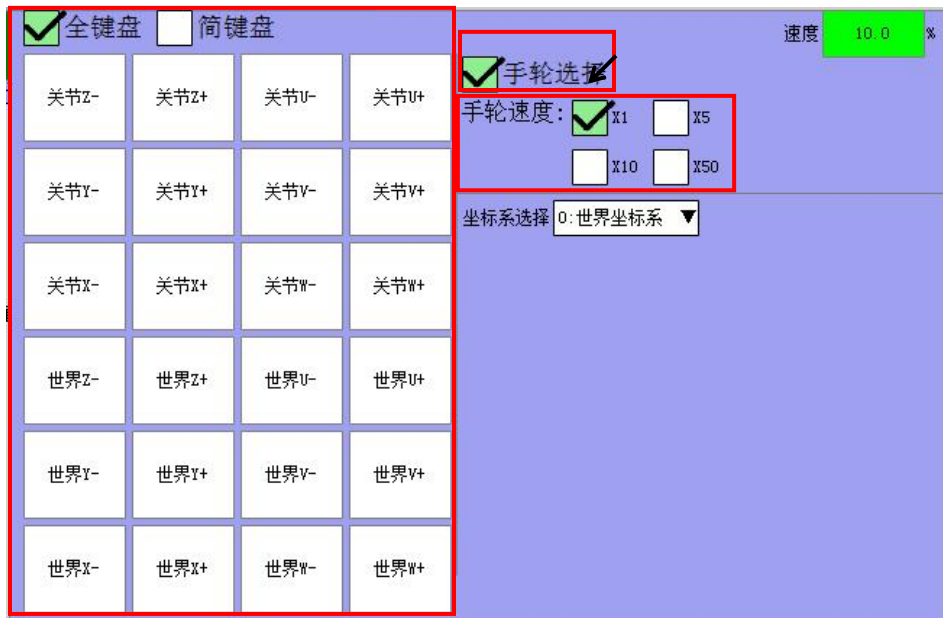 全键盘 简键盘
关节Z- 关节Z+ 关节U- 关节U+
关节Y- 关节Y+ 关节V- 关节V+
关节X- 关节X+ 关节W- 关节W+
世界Z- 世界Z+ 世界U- 世界U+
世界Y- 世界Y+ 世界V- 世界V+
世界X- 世界X+ 世界W- 世界W+
速度 10.0 %
手轮选择
手轮速度: X1 X5
X10 X50
坐标系选择 0:世界坐标系